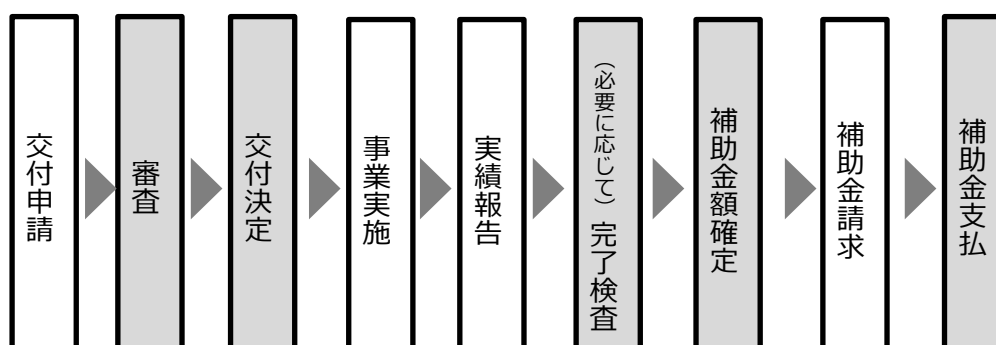 交付申請
審査
交付決定
事業実施
実績報告
（必要に応じて）完了検査
補助金額確定
補助金請求
補助金支払